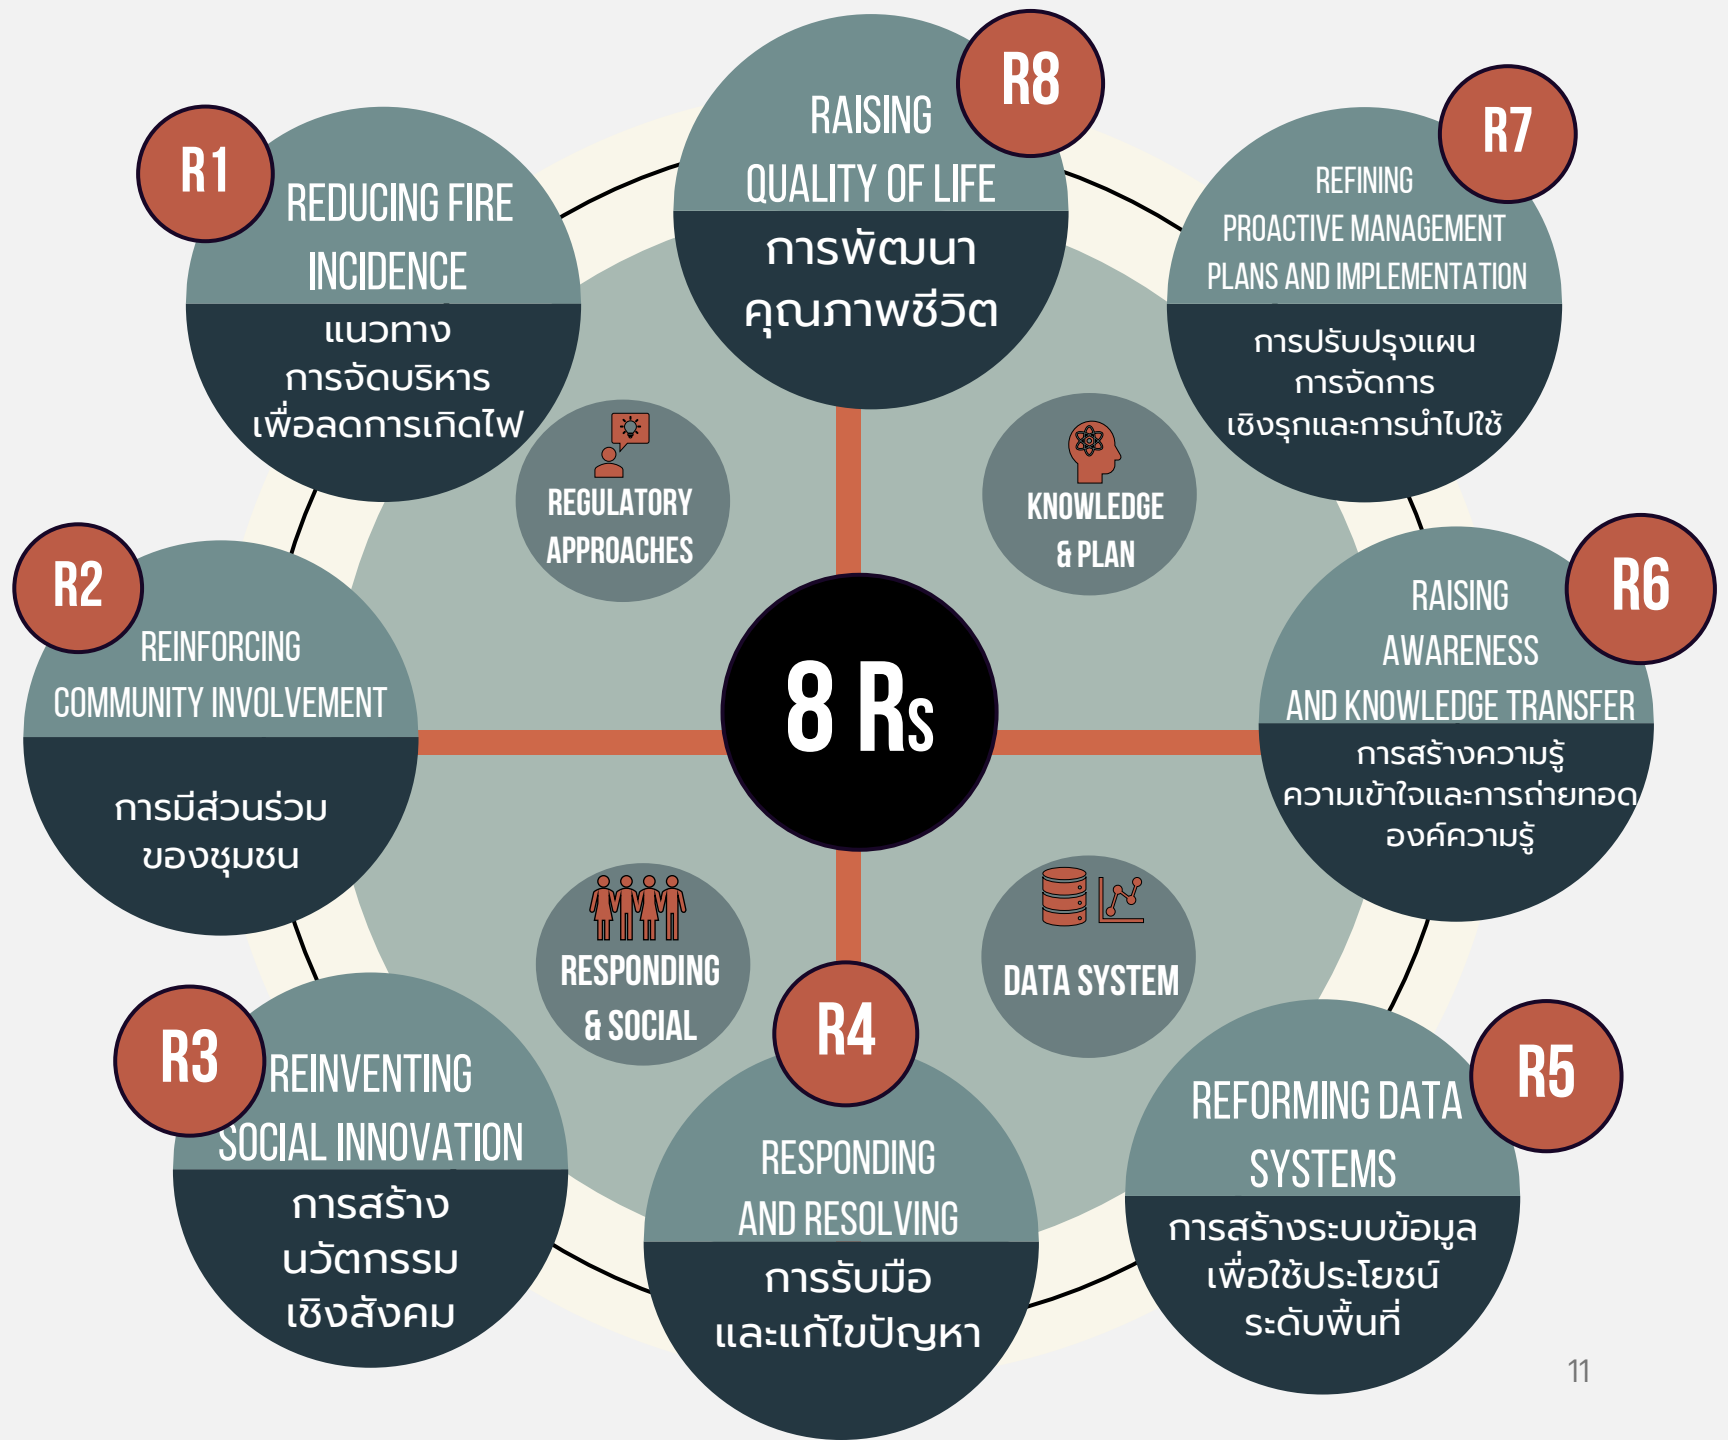 R8
RAISING
QUALITY OF LIFE
การพัฒนา
คุณภาพชีวิต
R1
REDUCING FIRE
INCIDENCE
แนวทาง
การจัดบริหาร
เพื่อลดการเกิดไฟ
R7
REFINING
PROACTIVE MANAGEMENT
PLANS AND IMPLEMENTATION
การปรับปรุงแผน
การจัดการ
เชิงรุกและการนำไปใช้
REGULATORY
APPROACHES
KNOWLEDGE
& PLAN
R2
REINFORCING
COMMUNITY INVOLVEMENT
การมีส่วนร่วม
ของชุมชน
8 Rs
R6
RAISING
AWARENESS
AND KNOWLEDGE TRANSFER
การสร้างความรู้
ความเข้าใจและการถ่ายทอด
องค์ความรู้
RESPONDING
& SOCIAL
DATA SYSTEM
R3
REINVENTING
SOCIAL INNOVATION
การสร้าง
นวัตกรรม
เชิงสังคม
R4
RESPONDING
AND RESOLVING
การรับมือ
และแก้ไขปัญหา
R5
REFORMING DATA
SYSTEMS
การสร้างระบบข้อมูล
เพื่อใช้ประโยชน์
ระดับพื้นที่
11